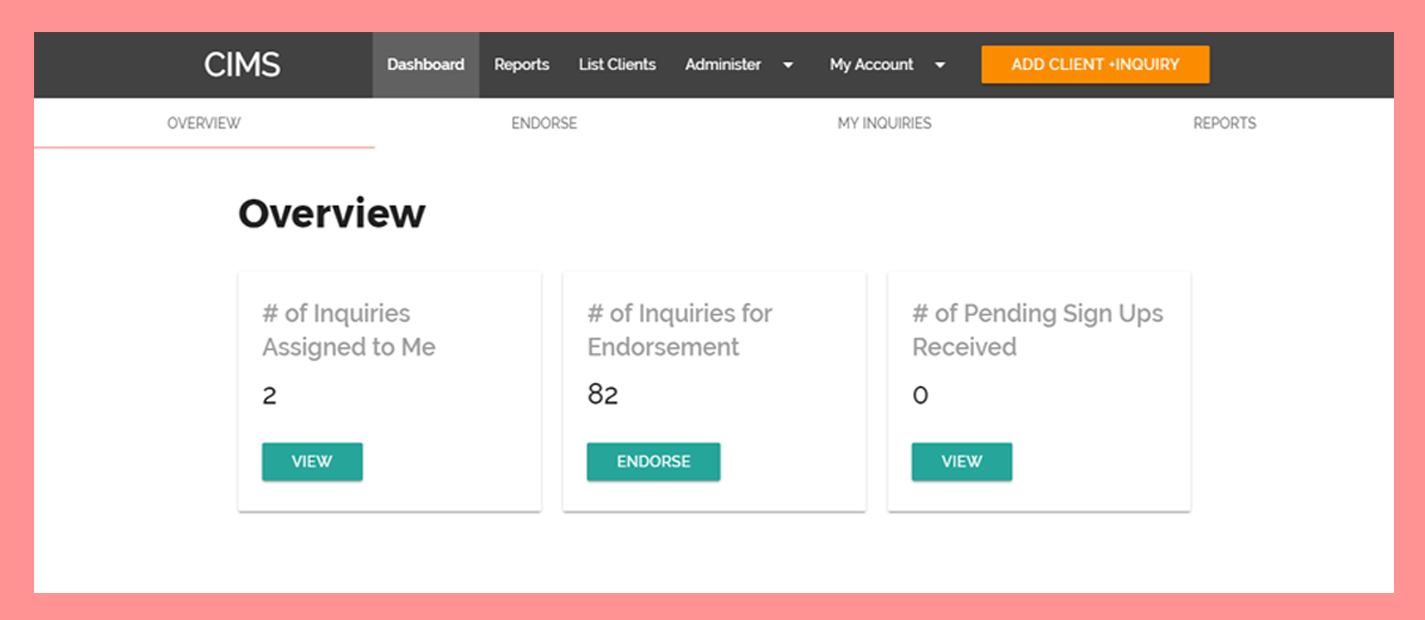 CIMS Dashboard Reports List Clients Administer My Account ADD CLIENT +INQUIRY
OVERVIEW ENDORSE MY INQUIRIES REPORTS
Overview
# of Inquiries
Assigned to Me
2
VIEW
# of Inquiries for
Endorsement
82
ENDORSE
# of Pending Sign Ups
Received
0
VIEW